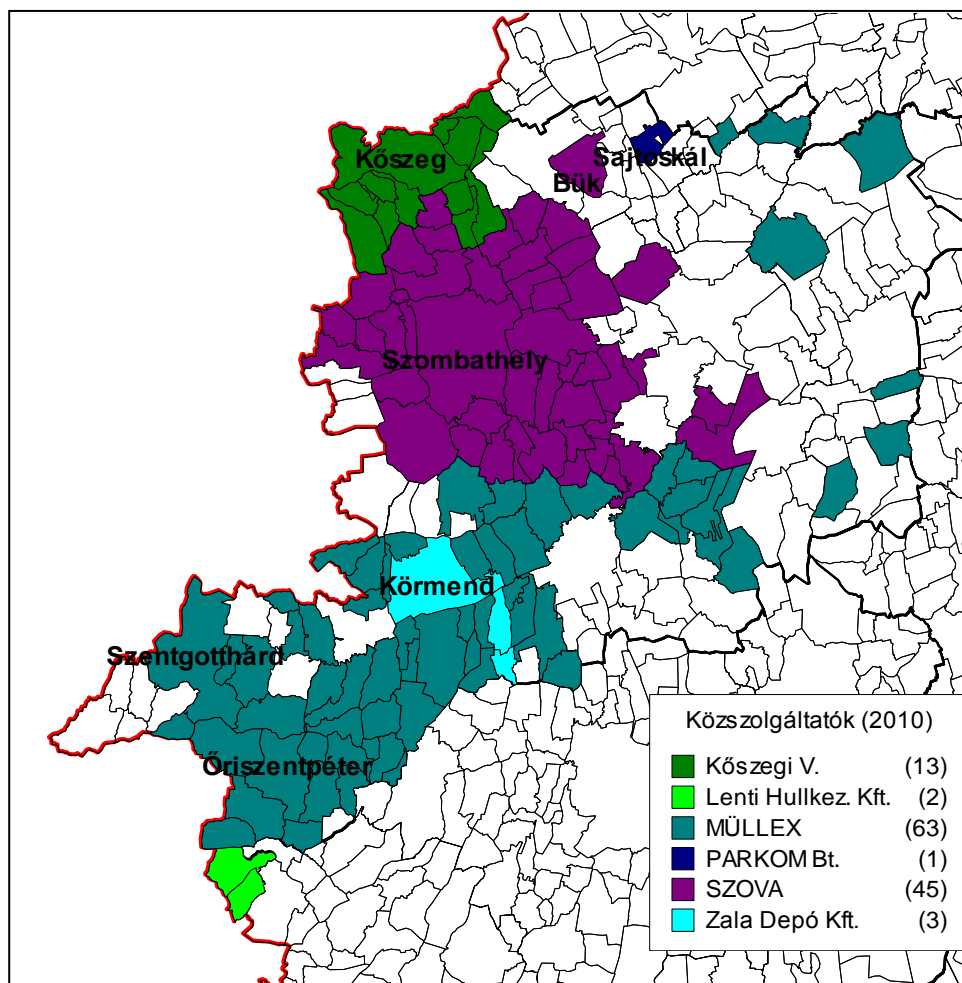 Kőszeg
Sajtoskál
Bük
Szombathely
Körmend
Szentgotthárd
Őriszentpéter
Közszolgáltatók (2010)
Kőszegi V. (13)
Lenti Hullkez. Kft. (2)
MÜLLEX (63)
PARKOM Bt. (1)
SZOVA (45)
Zala Depó Kft. (3)